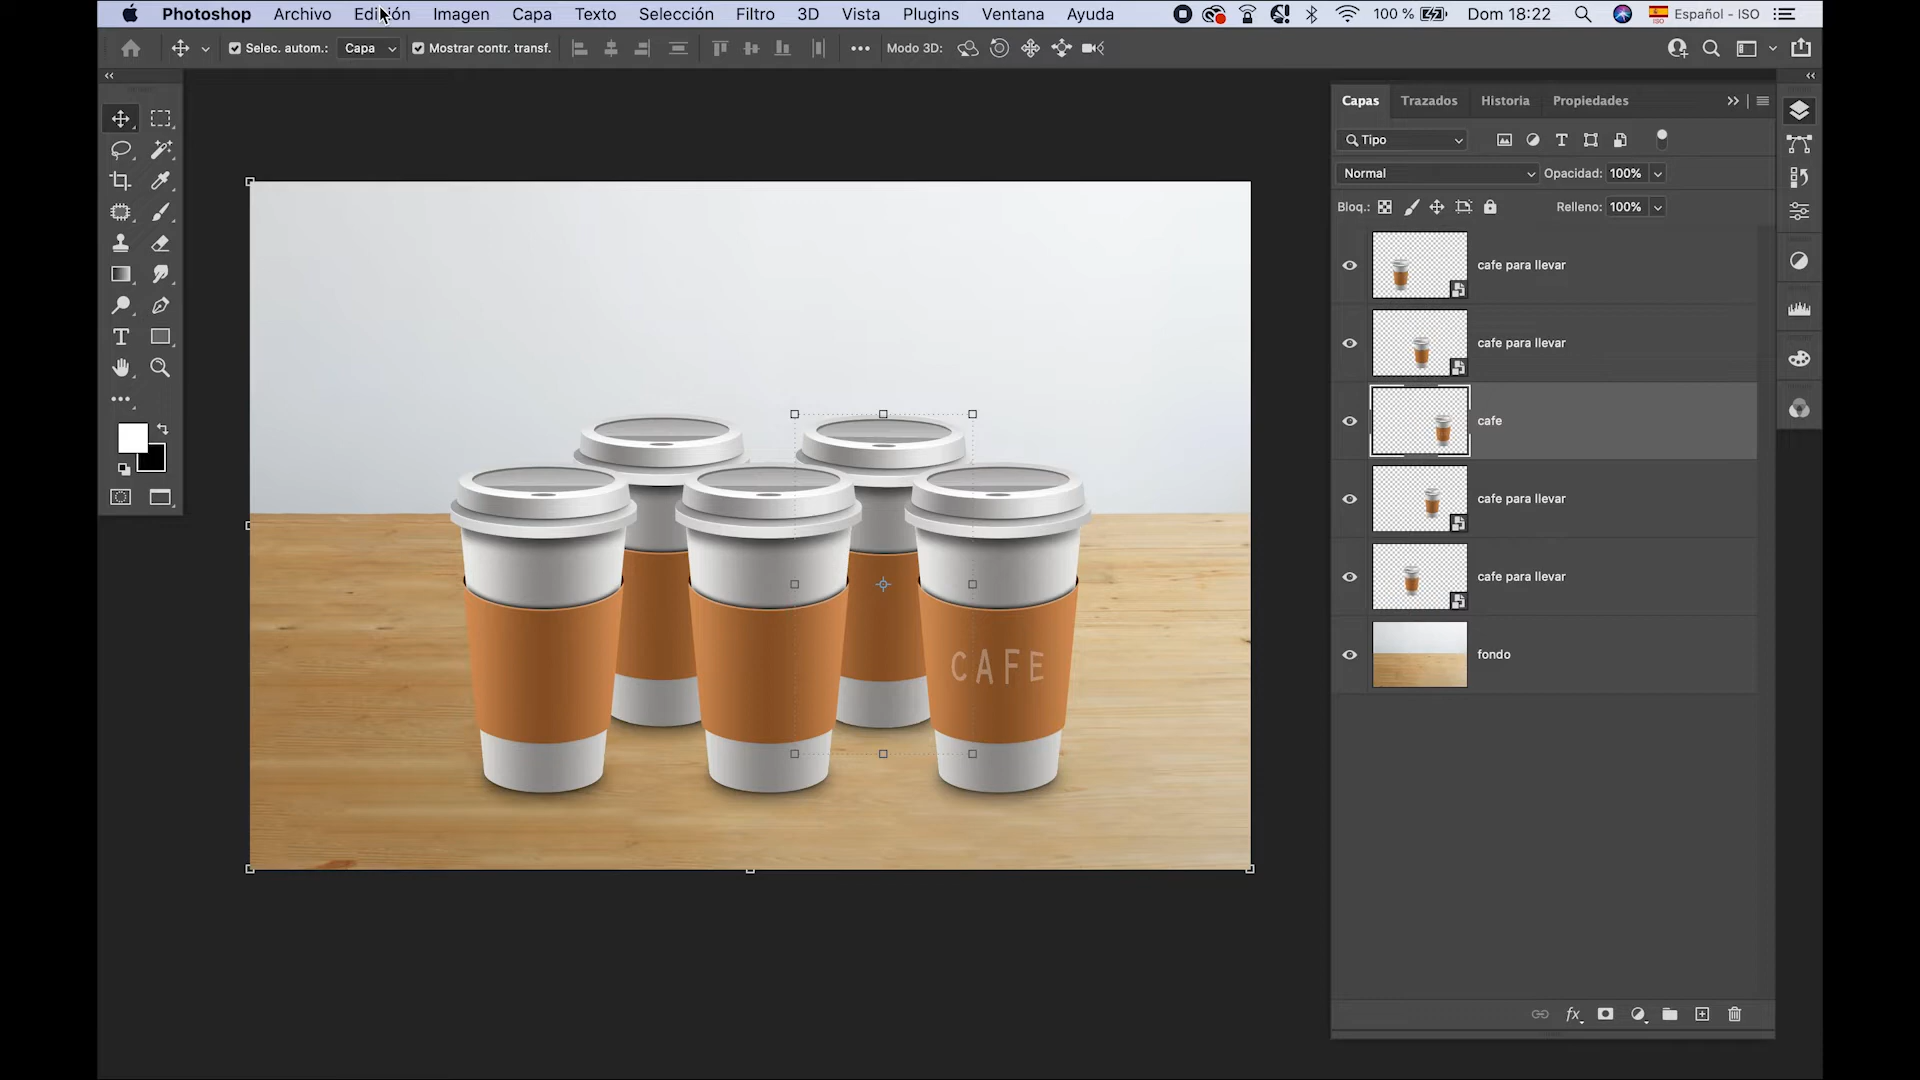 Photoshop Archivo Edición Imagen Capa Texto Selección Filtro 3D Vista Plugins Ventana Ayuda 100 % Dom 18:22 Español - ISO
Selec. autom.: Capa Mostrar contr. transf. Modo 3D:
Capas Trazados Historia Propiedades
Tipo
Normal Opacidad: 100%
Bloq.: Relleno: 100%
cafe para llevar
cafe para llevar
cafe
cafe para llevar
cafe para llevar
fondo
CAFE